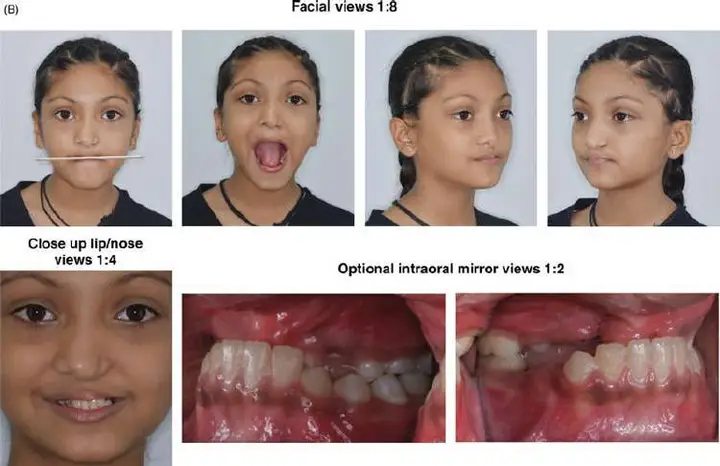 (B)
Facial views 1:8
Close up lip/nose
views 1:4
Optional intraoral mirror views 1:2